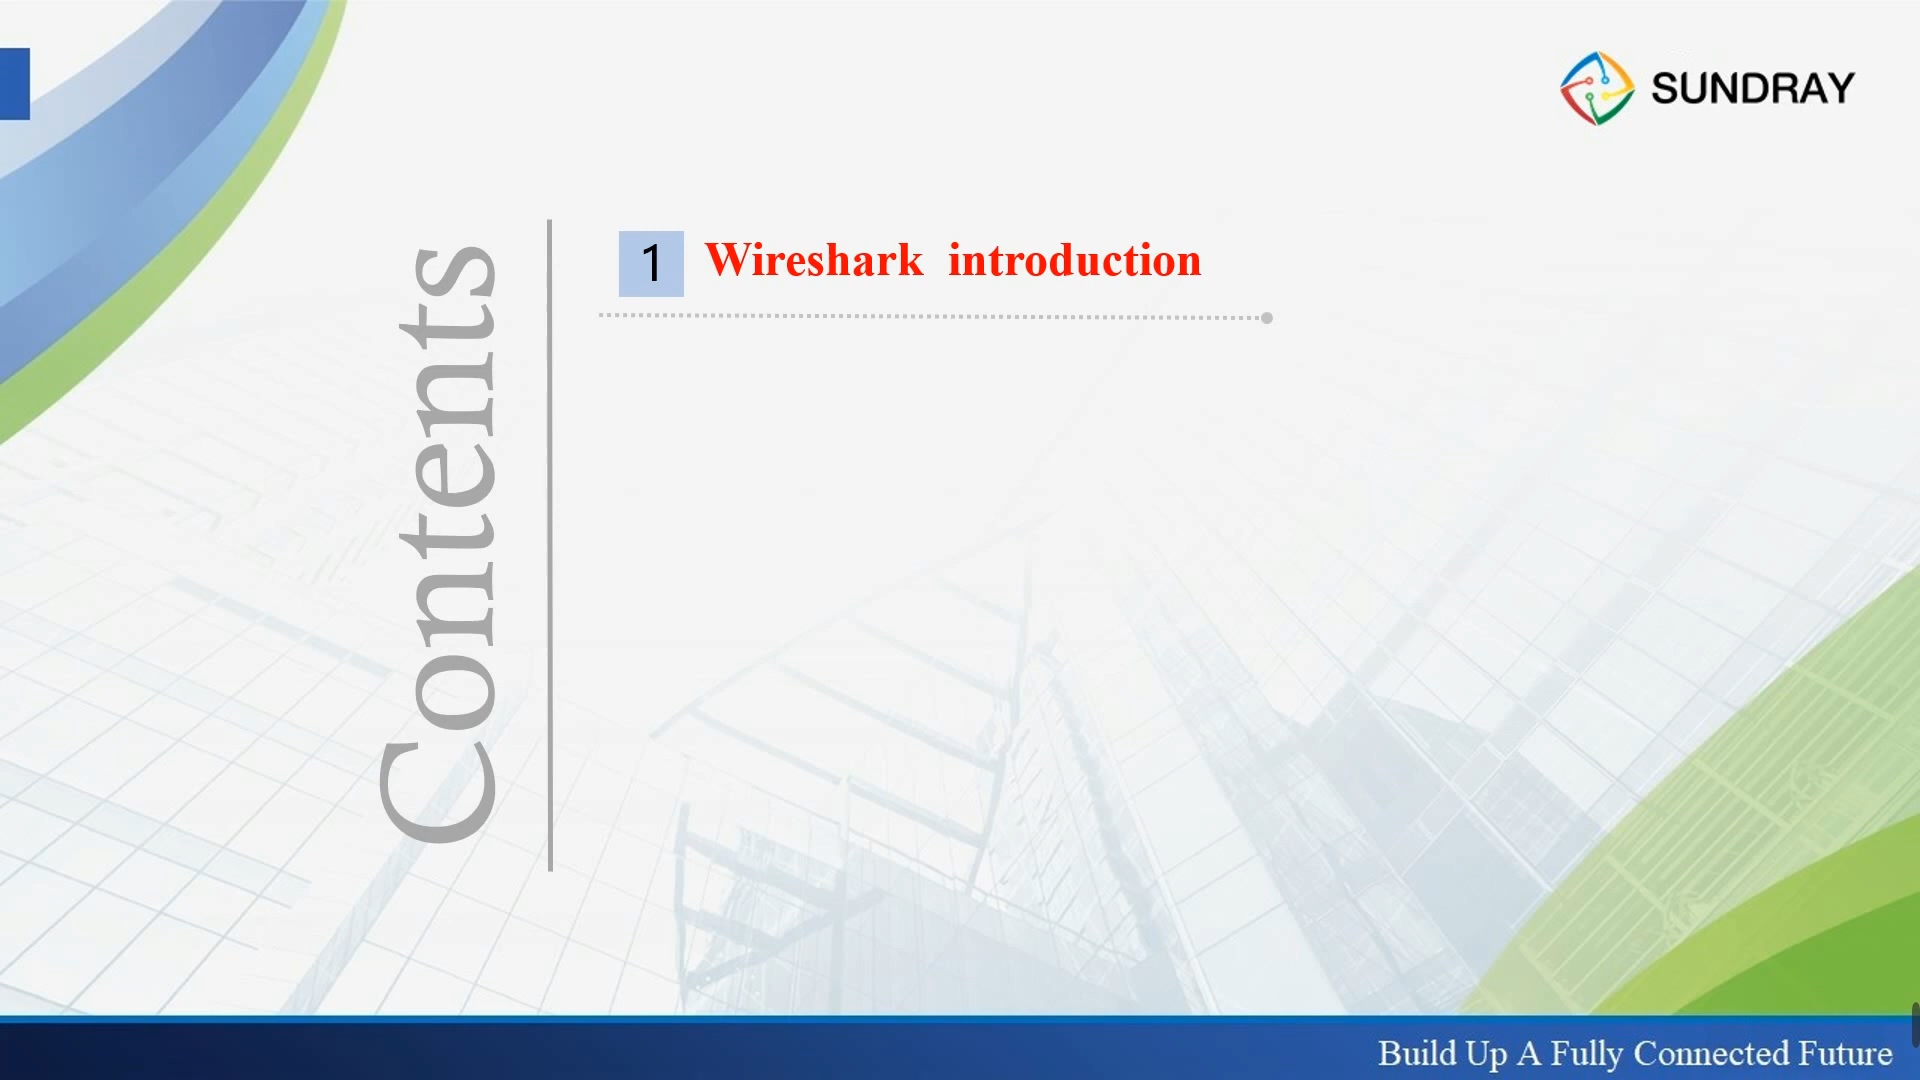 SUNDRAY
Contents
1 Wireshark introduction
Build Up A Fully Connected Future